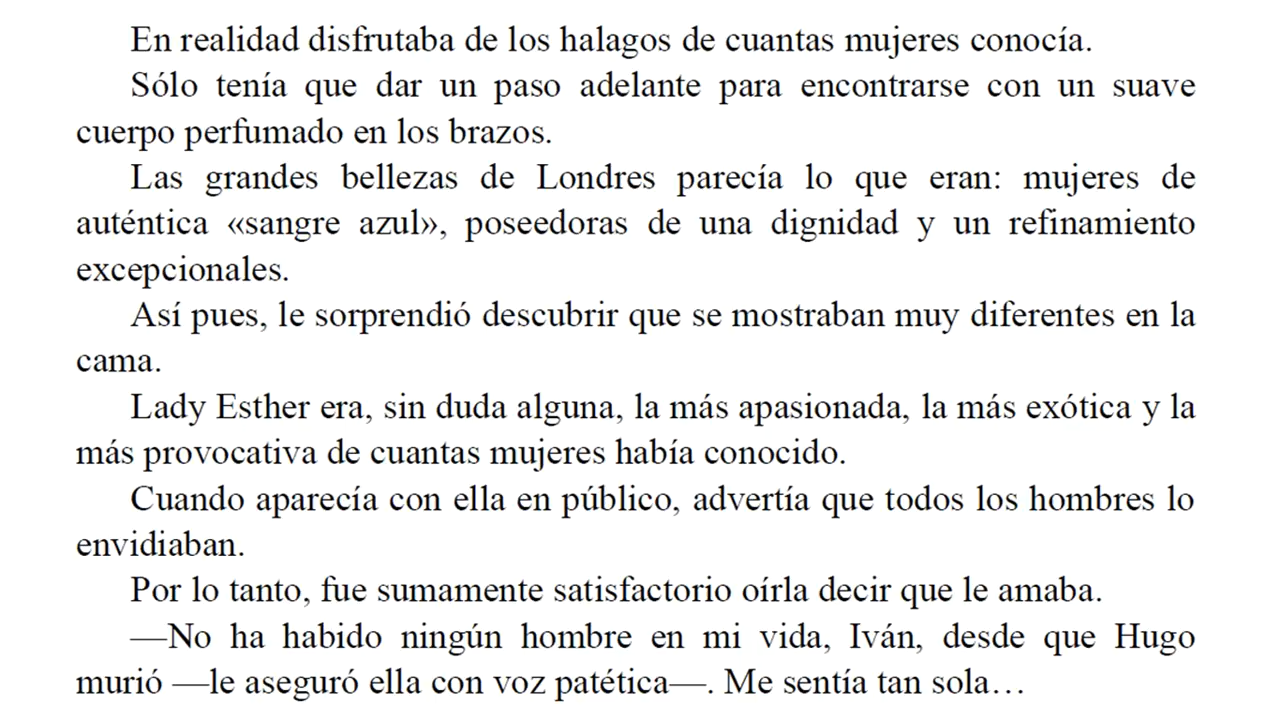 En realidad disfrutaba de los halagos de cuantas mujeres conocía.
Sólo tenía que dar un paso adelante para encontrarse con un suave
cuerpo perfumado en los brazos.
Las grandes bellezas de Londres parecía lo que eran: mujeres de
auténtica «sangre azul», poseedoras de una dignidad y un refinamiento
excepcionales.
Así pues, le sorprendió descubrir que se mostraban muy diferentes en la
cama.
Lady Esther era, sin duda alguna, la más apasionada, la más exótica y la
más provocativa de cuantas mujeres había conocido.
Cuando aparecía con ella en público, advertía que todos los hombres lo
envidiaban.
Por lo tanto, fue sumamente satisfactorio oírla decir que le amaba.
—No ha habido ningún hombre en mi vida, Iván, desde que Hugo
murió —le aseguró ella con voz patética—. Me sentía tan sola…